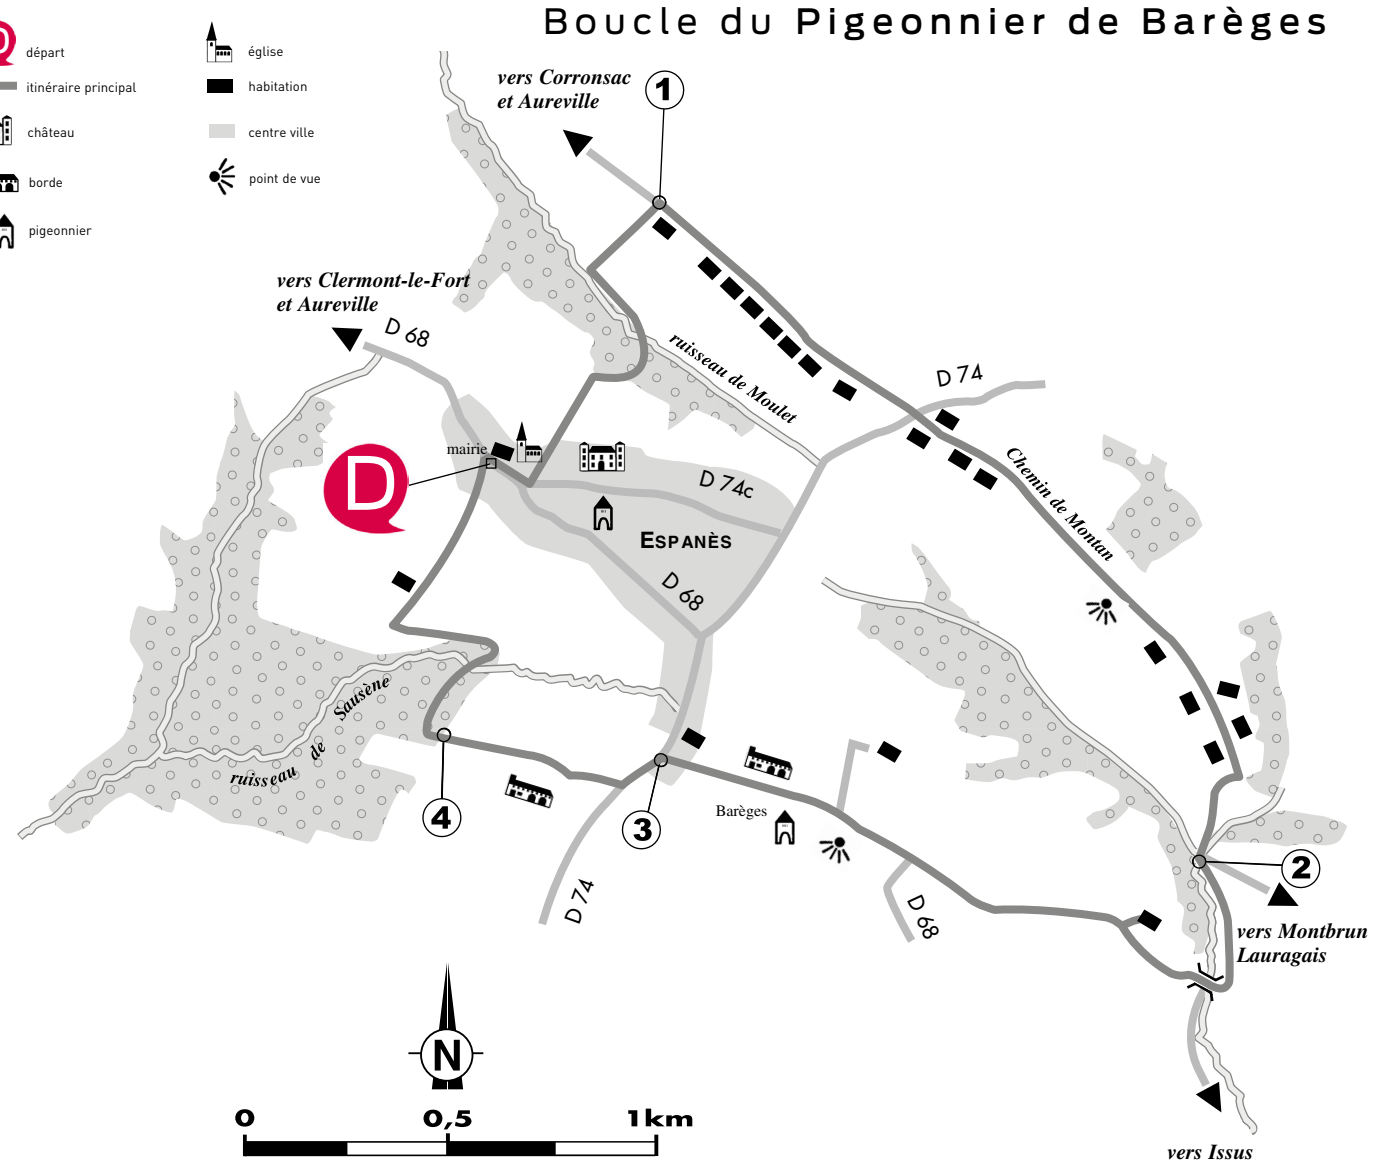 Boucle du Pigeonnier de Barèges
départ
itinéraire principal
château
borde
pigeonnier
église
habitation
centre ville
point de vue
vers Corronsac
et Aureville
1
vers Clermont-le-Fort
et Aureville
D 68
ruisseau de Moulet
D 74
mairie
D
D 74c
ESPANÈS
D 68
Chemin de Montan
ruisseau de Sausène
4
3
Barèges
2
D 74
D 68
vers Montbrun
Lauragais
N
0 0,5 1km
vers Issus